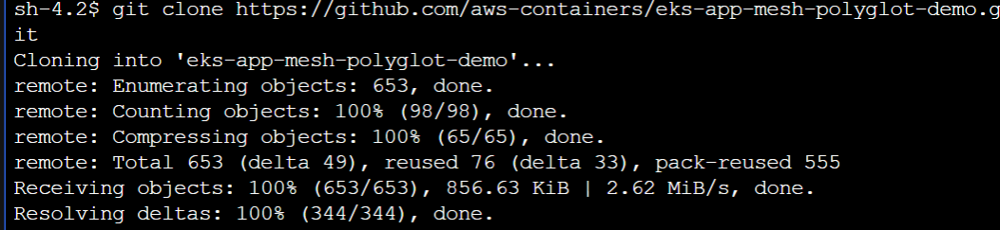 sh-4.2$ git clone https://github.com/aws-containers/eks-app-mesh-polyglot-demo.g
it
Cloning into 'eks-app-mesh-polyglot-demo'...
remote: Enumerating objects: 653, done.
remote: Counting objects: 100% (98/98), done.
remote: Compressing objects: 100% (65/65), done.
remote: Total 653 (delta 49), reused 76 (delta 33), pack-reused 555
Receiving objects: 100% (653/653), 856.63 KiB | 2.62 MiB/s, done.
Resolving deltas: 100% (344/344), done.